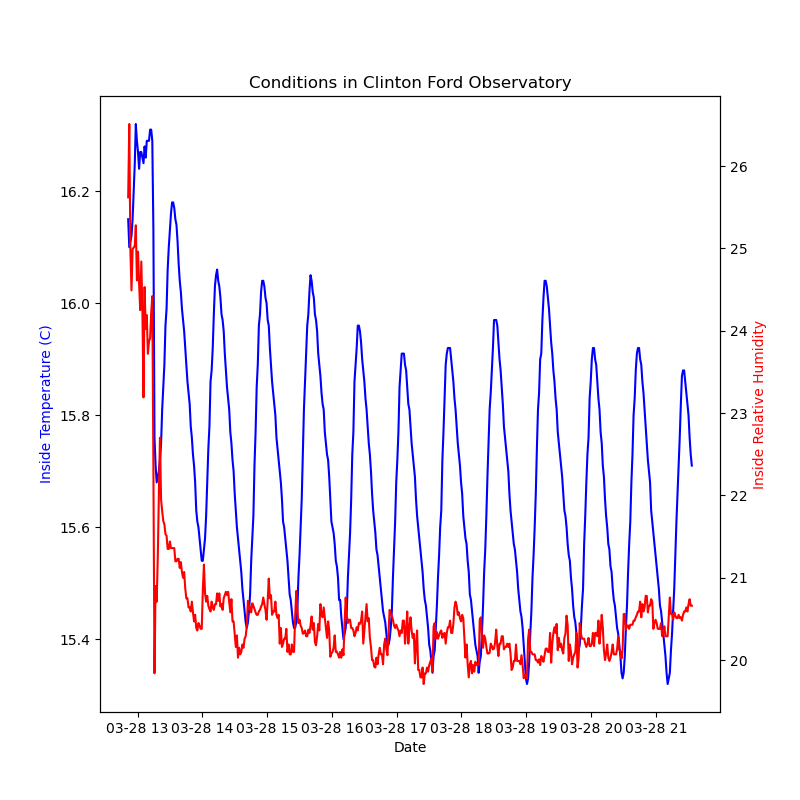 Conditions in Clinton Ford Observatory
Inside Temperature (C)
16.2
16.0
15.8
15.6
15.4
26
25
24
23
22
21
20
Inside Relative Humidity
03-28 13 03-28 14 03-28 15 03-28 16 03-28 17 03-28 18 03-28 19 03-28 20 03-28 21
Date